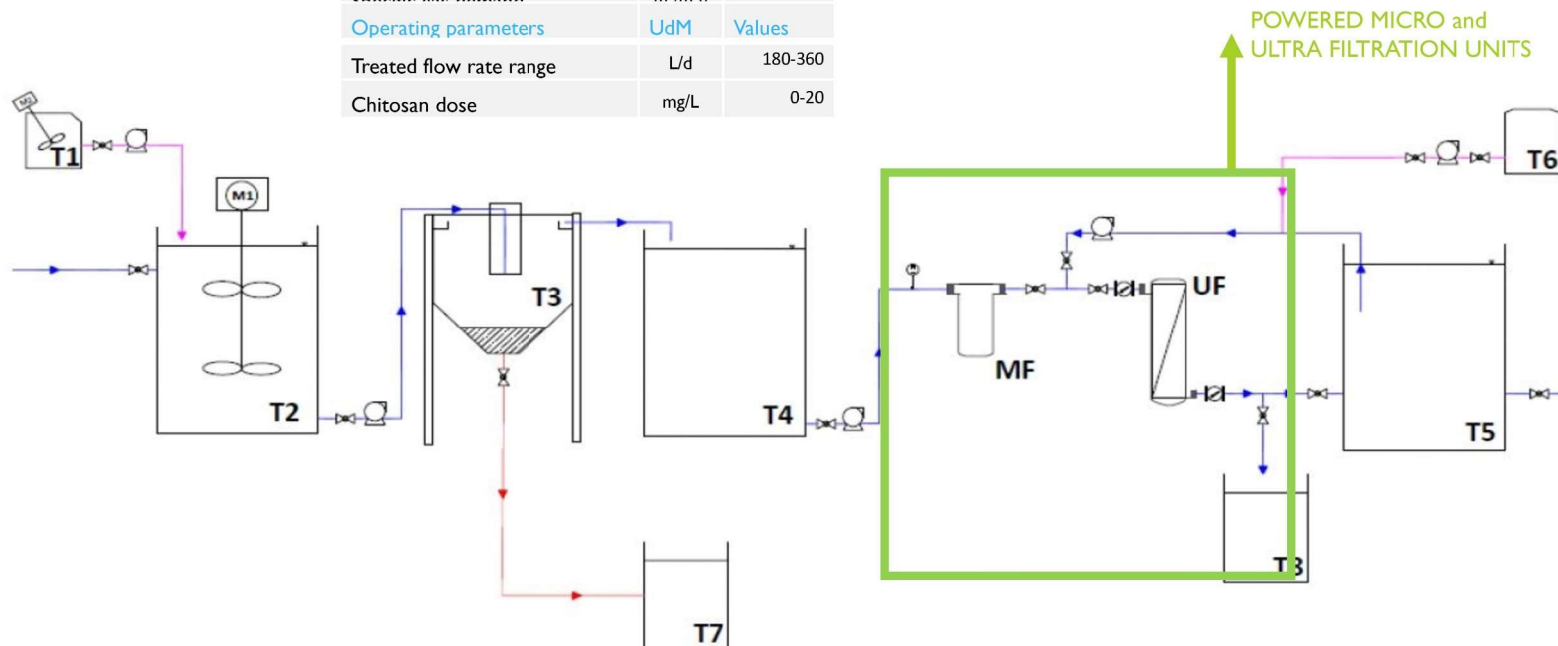 Operating parameters UdM Values
Treated flow rate range L/d 180-360
Chitosan dose mg/L 0-20
POWERED MICRO and
ULTRA FILTRATION UNITS
M2
T1
T6
M1
T3
UF
MF
T2
T4
T5
T8
T7